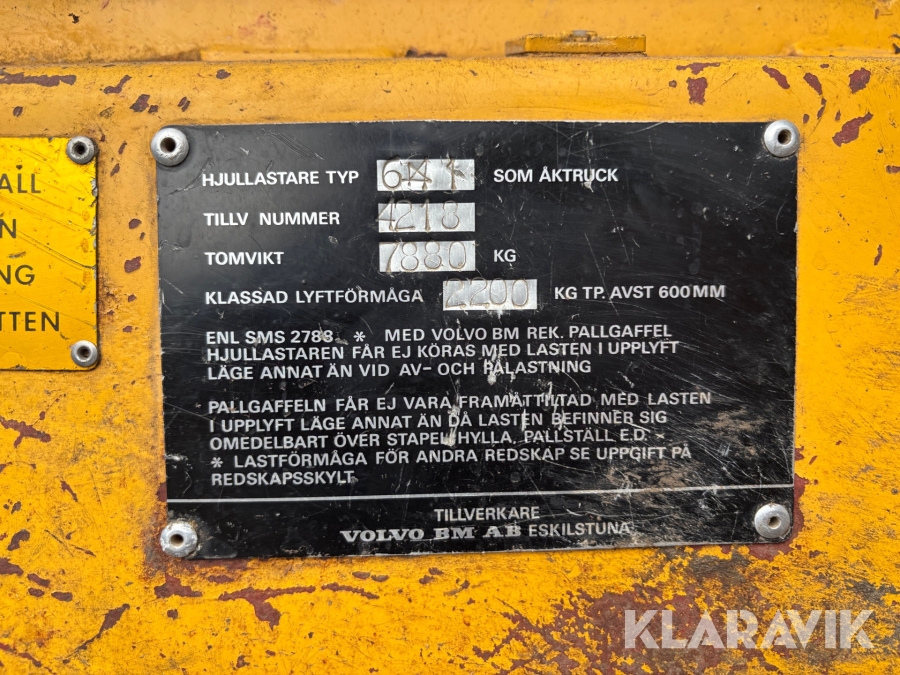 ALL
N
NG
TTEN
HJULLASTARE TYP 641 SOM ÅKTRUCK
TILLV NUMMER 4218
TOMVIKT 7880 KG
KLASSAD LYFTFÖRMÅGA 2200 KG TP. AVST 600MM
ENL SMS 2788. * MED VOLVO BM REK. PALLGAFFEL
HJULLASTAREN FÅR EJ KÖRAS MED LASTEN I UPPLYFT
LÄGE ANNAT ÄN VID AV- OCH PÅLASTNING
PALLGAFFELN FÅR EJ VARA FRAMÅTTILTAD MED LASTEN
I UPPLYFT LÄGE ANNAT ÄN DÅ LASTEN BEFINNER SIG
OMEDELBART ÖVER STAPEL, HYLLA, PALLSTÄLL E.D.
* LASTFÖRMÅGA FÖR ANDRA REDSKAP SE UPPGIFT PÅ
REDSKAPSSKYLT
TILLVERKARE
VOLVO BM AB ESKILSTUNA
KLARAVIK